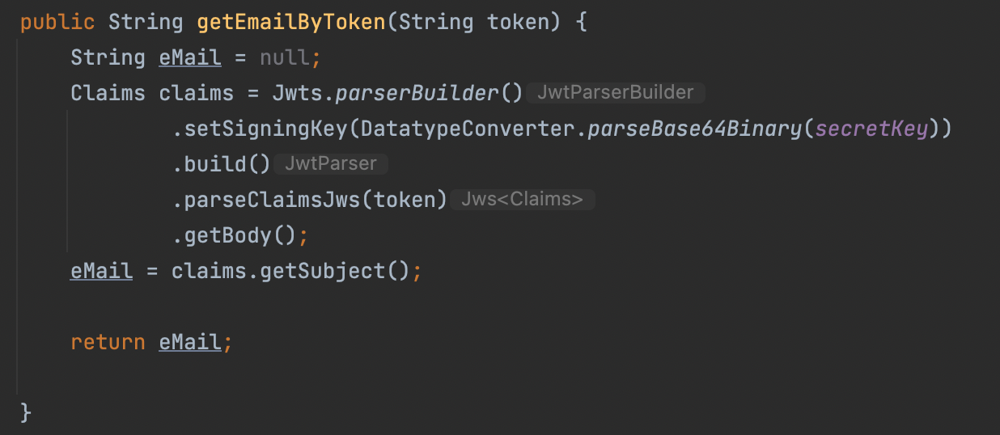 public String getEmailByToken(String token) {
String eMail = null;
Claims claims = Jwts.parserBuilder() JwtParserBuilder
.setSigningKey(DatatypeConverter.parseBase64Binary(secretKey))
.build() JwtParser
.parseClaimsJws(token) Jws<Claims>
.getBody();
eMail = claims.getSubject();
return eMail;
}